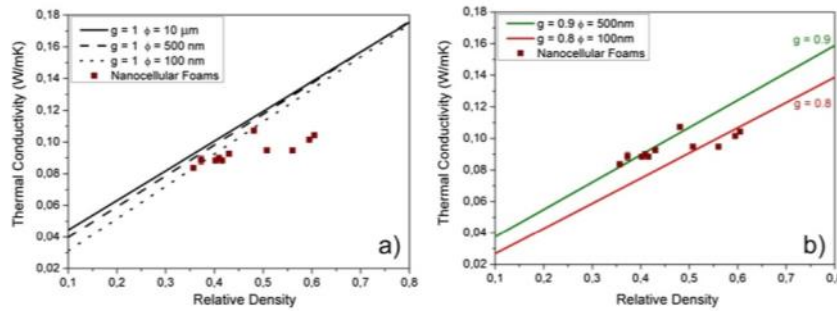 0,18
0,16
0,14
0,12
0,10
0,08
0,06
0,04
0,02
Thermal Conductivity (W/mK)
g = 1 ϕ = 10 μm
g = 1 ϕ = 500 nm
g = 1 ϕ = 100 nm
Nanocellular Foams
a)
0,1 0,2 0,3 0,4 0,5 0,6 0,7 0,8
Relative Density
0,18
0,16
0,14
0,12
0,10
0,08
0,06
0,04
0,02
Thermal Conductivity (W/mK)
g = 0.9 ϕ = 500nm
g = 0.8 ϕ = 100nm
Nanocellular Foams
g = 0.9
g = 0.8
b)
0,1 0,2 0,3 0,4 0,5 0,6 0,7 0,8
Relative Density